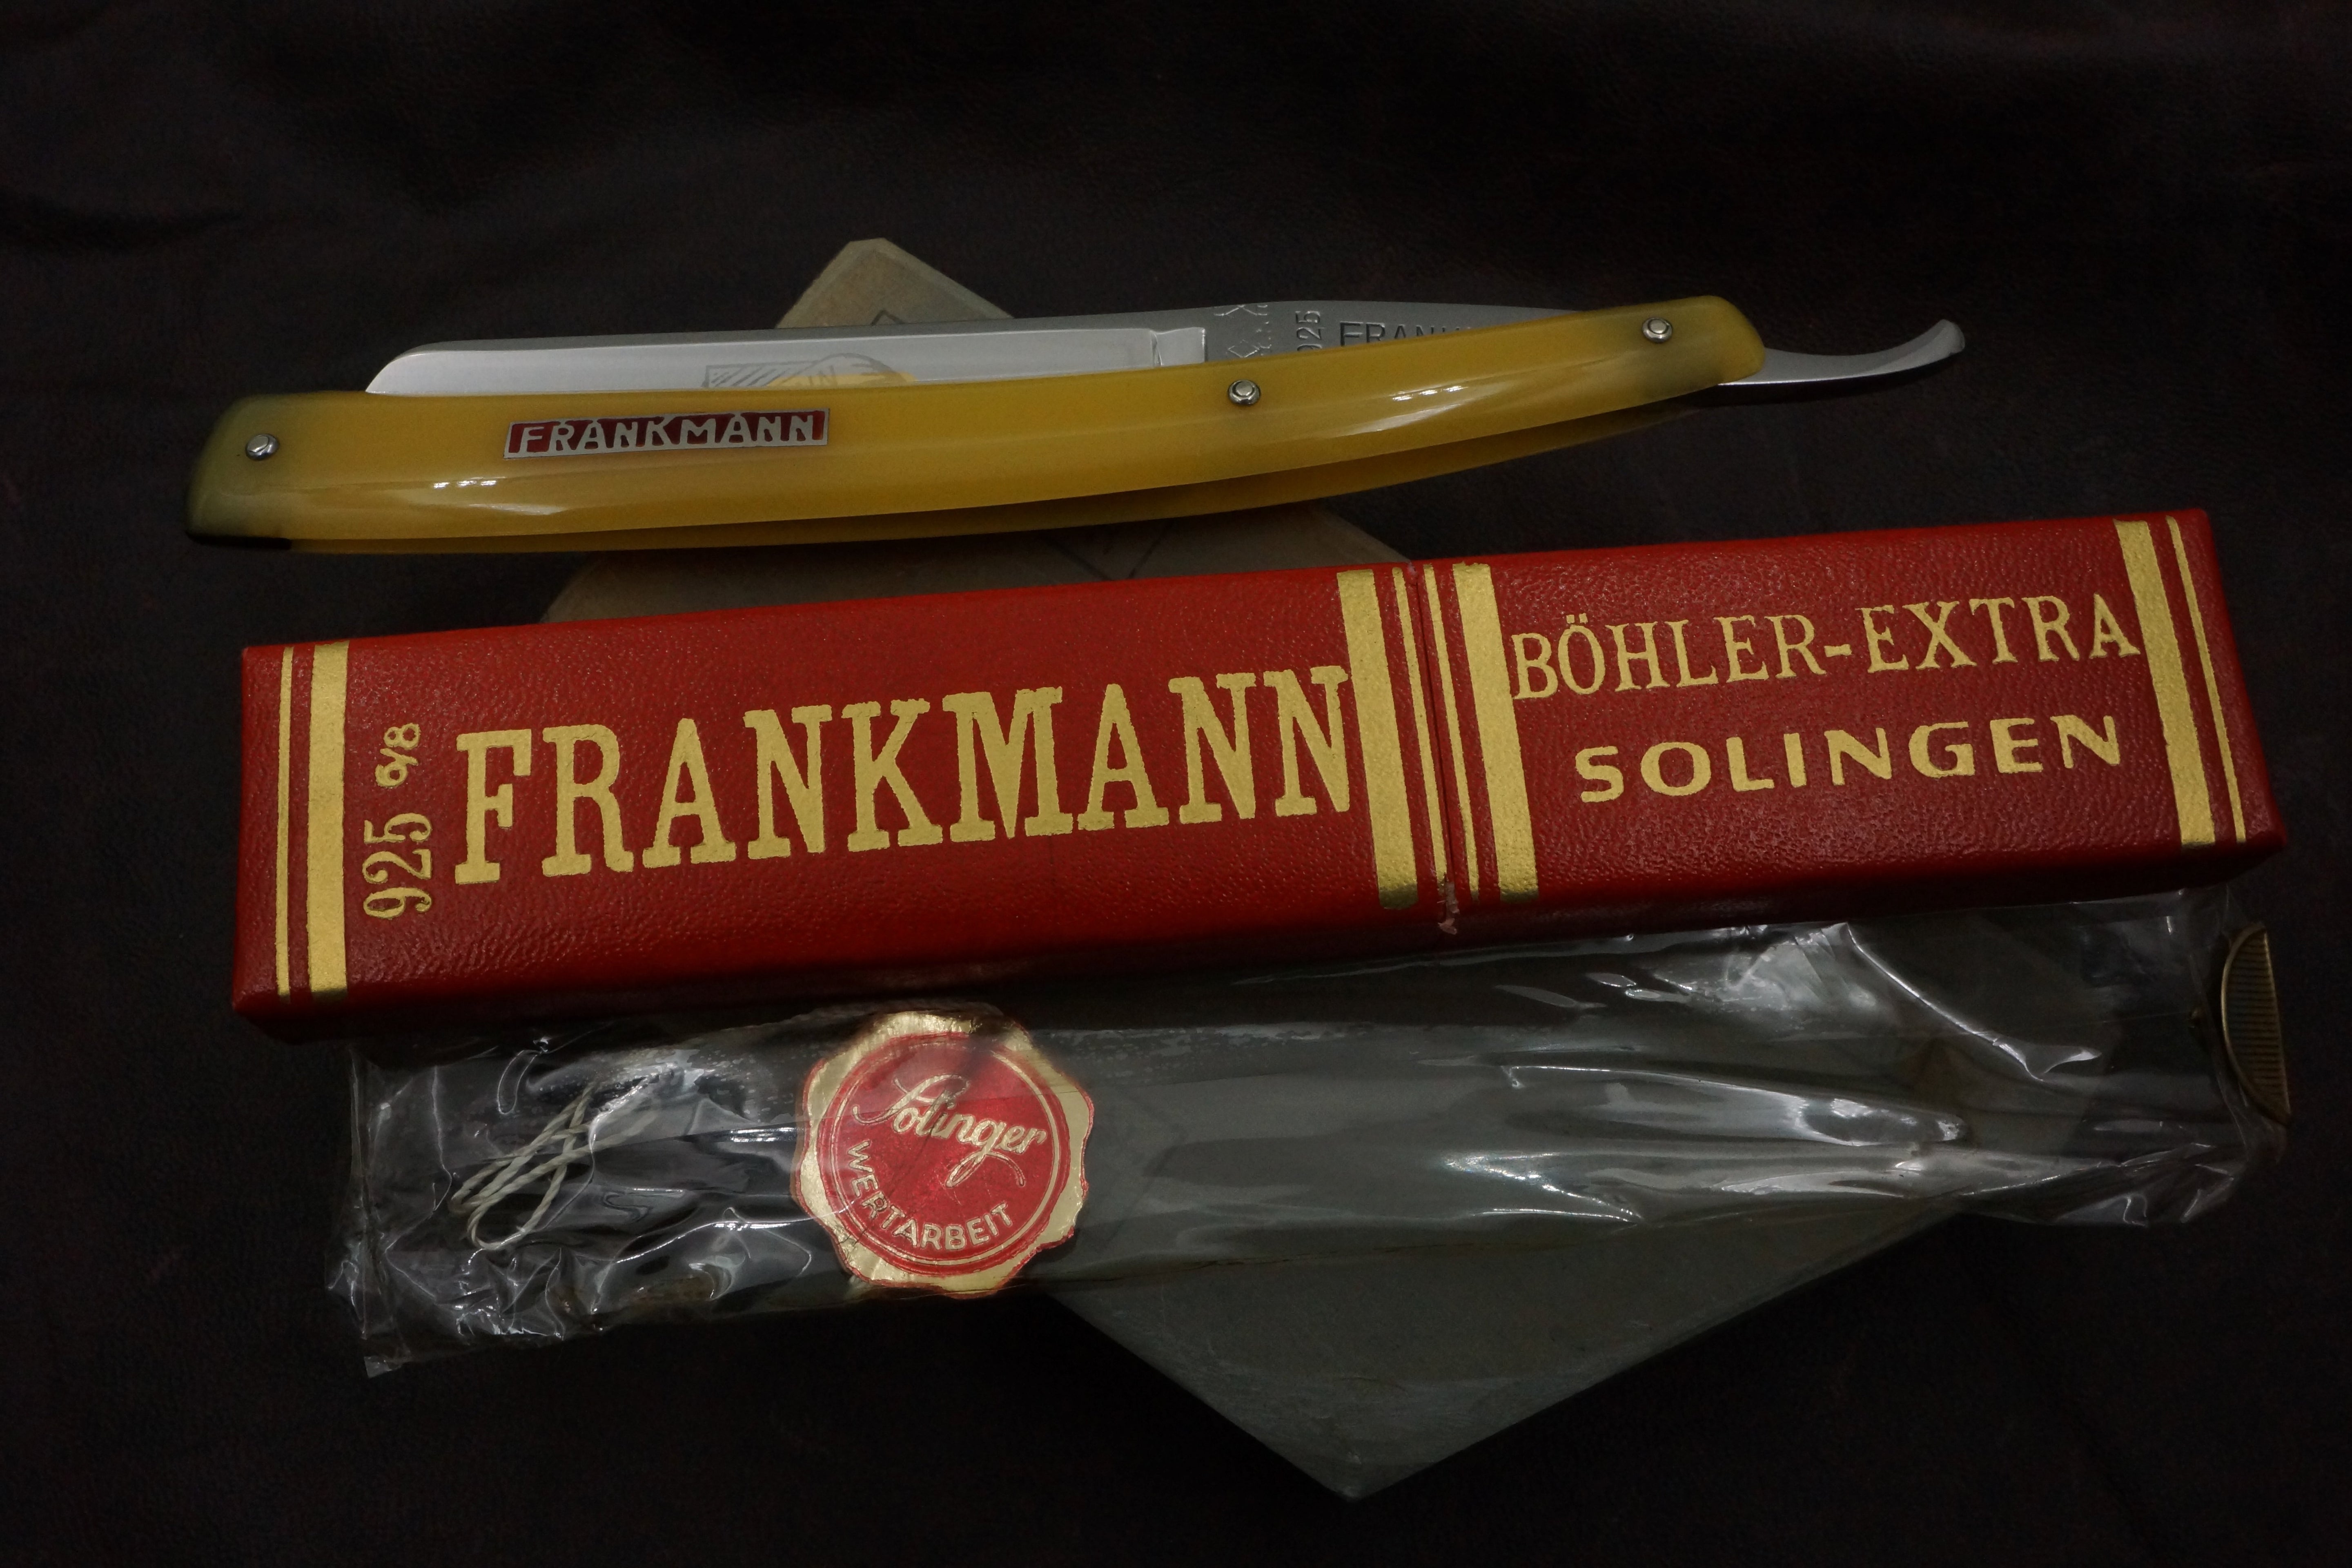 925
FRANKMANN
925 6/8
FRANKMANN
BÖHLER-EXTRA
SOLINGEN
Solinger
WERTARBEIT